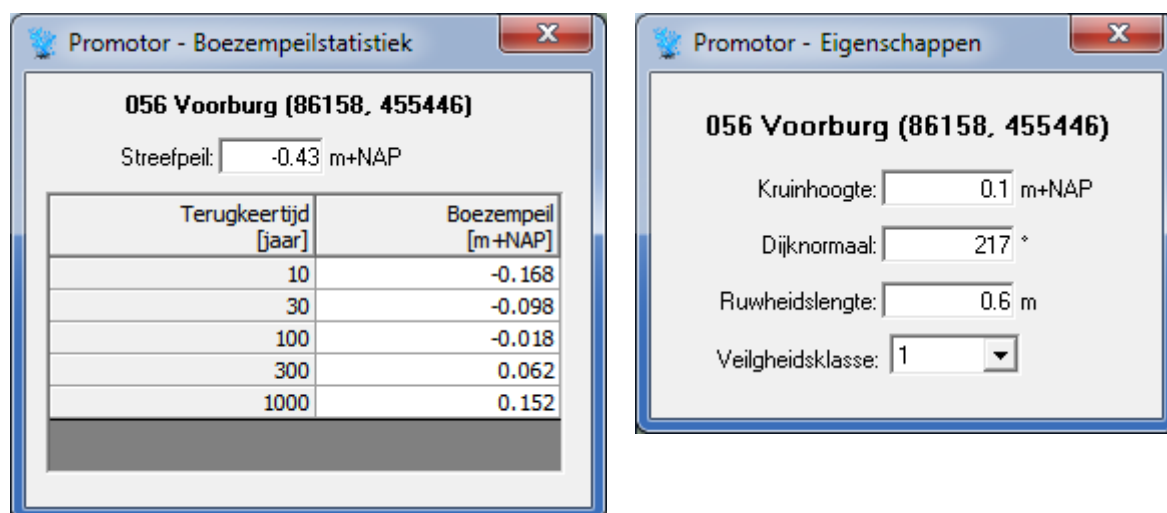 Promotor - Boezempeilstatistiek
056 Voorburg (86158, 455446)
Streefpeil: -0.43 m+NAP
Terugkeertijd Boezempeil
[jaar] [m+NAP]
10 -0.168
30 -0.098
100 -0.018
300 0.062
1000 0.152
Promotor - Eigenschappen
056 Voorburg (86158, 455446)
Kruinhoogte: 0.1 m+NAP
Dijknormaal: 217 °
Ruwheidslengte: 0.6 m
Veilgheidsklasse: 1